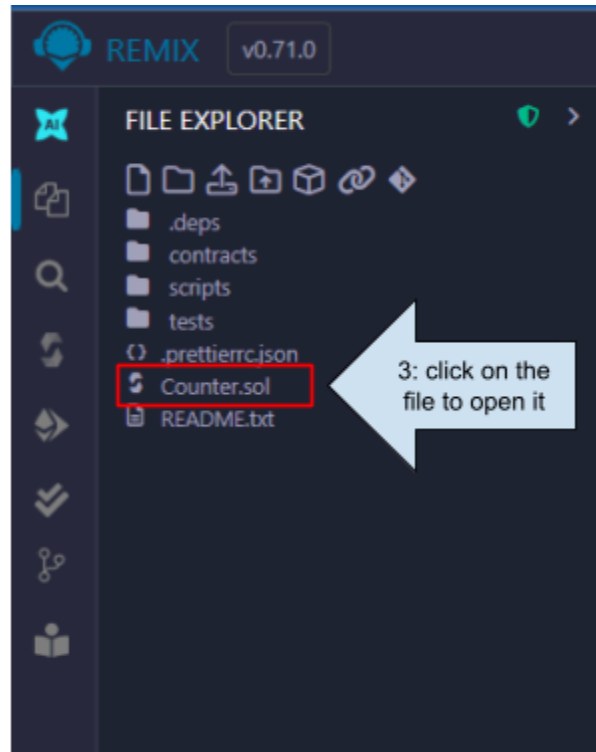 REMIX
v0.71.0
AI
FILE EXPLORER
.deps
contracts
scripts
tests
.prettierrc.json
Counter.sol
README.txt
3: click on the
file to open it